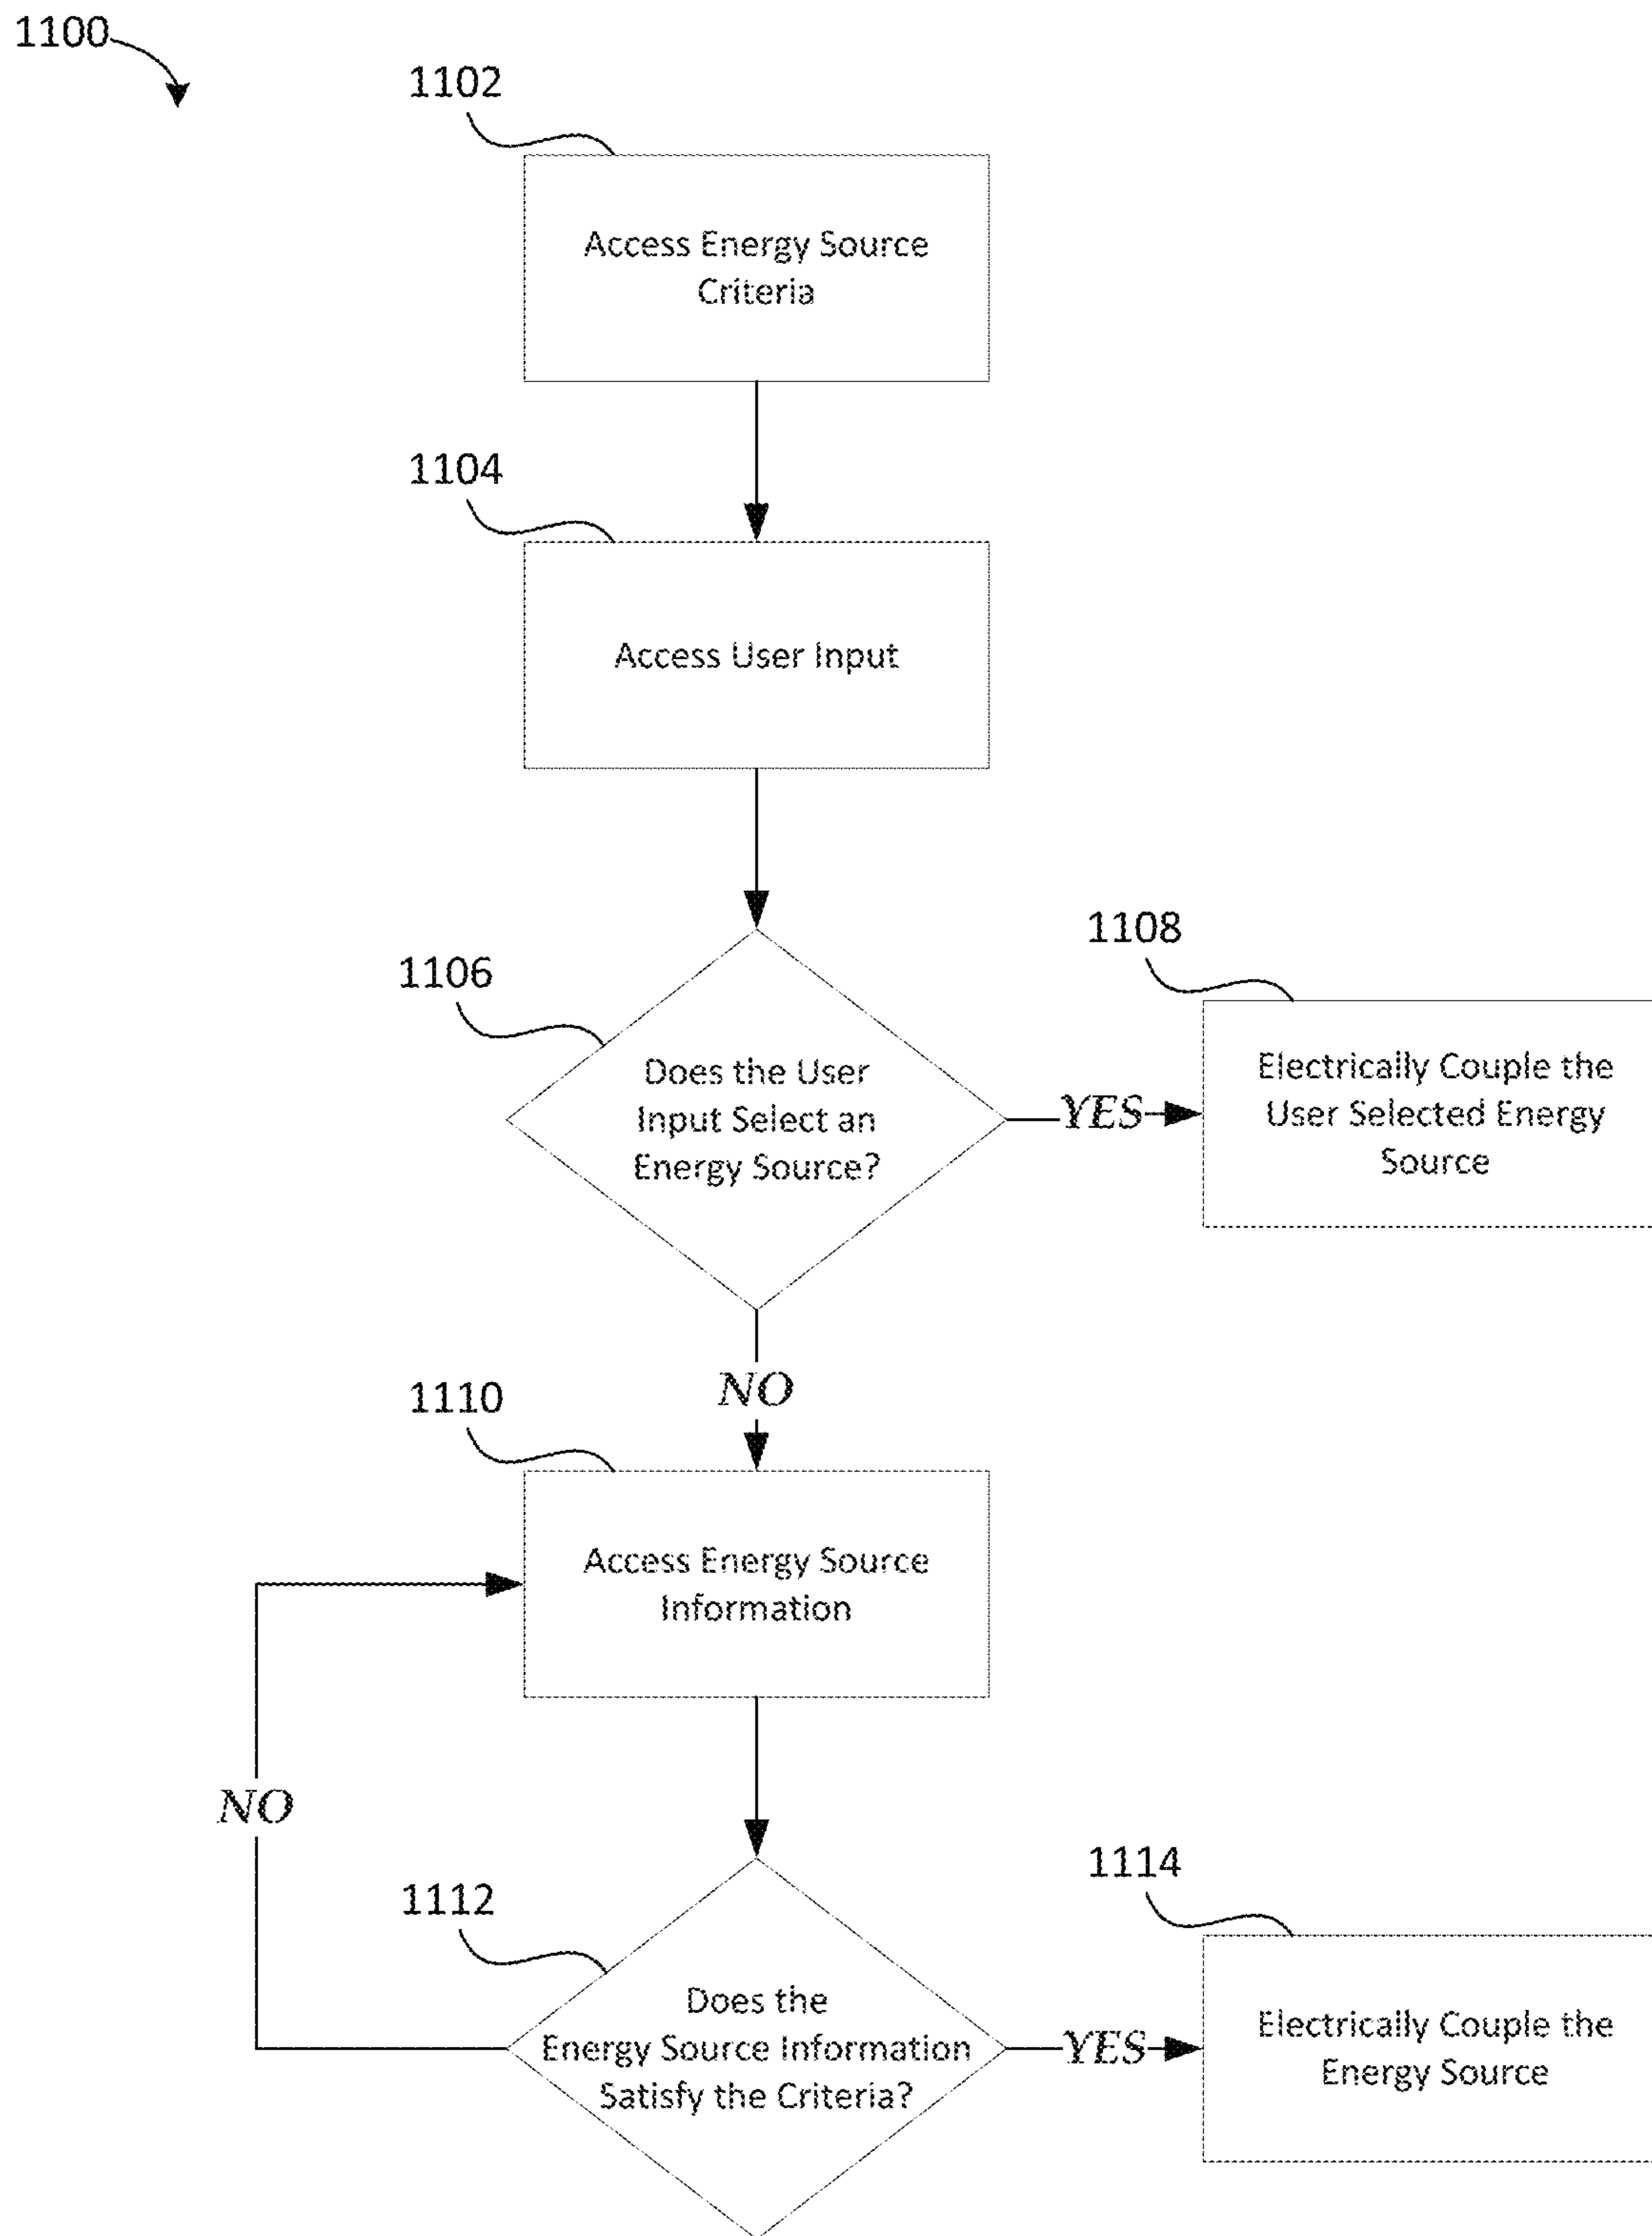 1100
1102
Access Energy Source
Criteria
1104
Access User Input
1106
Does the User
Input Select an
Energy Source?
YES
1108
Electrically Couple the
User Selected Energy
Source
NO
1110
Access Energy Source
Information
NO
1112
Does the
Energy Source Information
Satisfy the Criteria?
YES
1114
Electrically Couple the
Energy Source